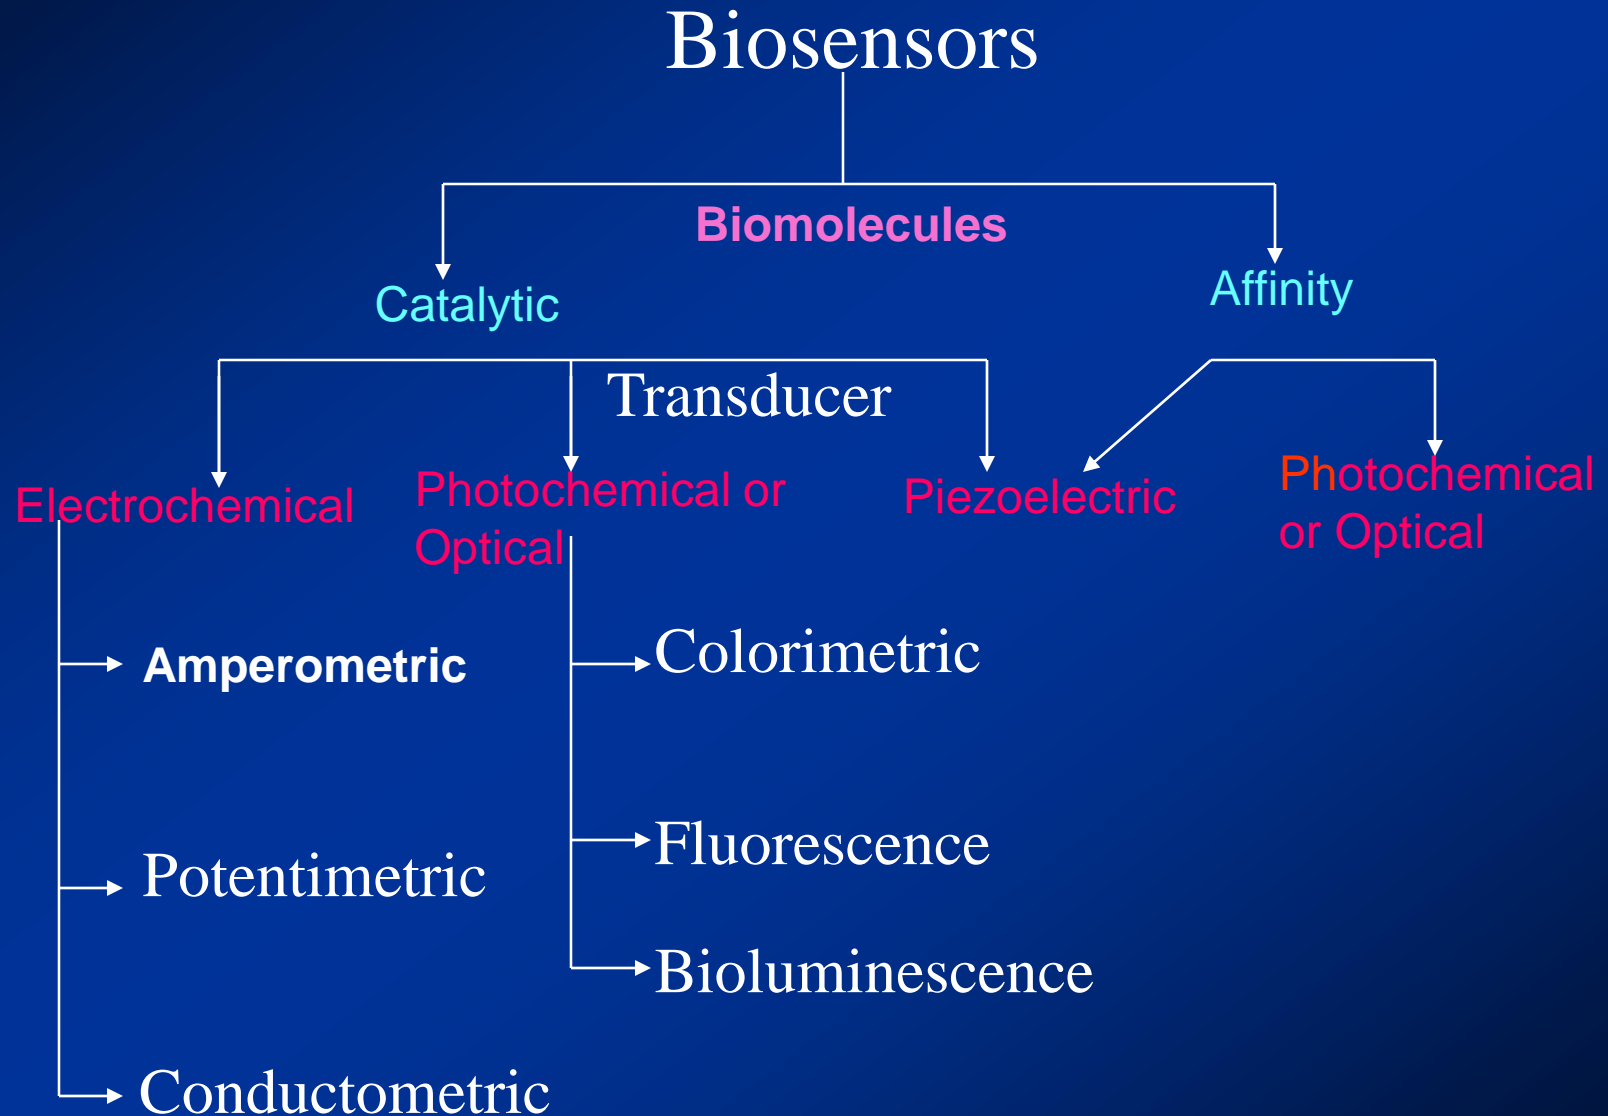 Biosensors
Biomolecules
Catalytic
Affinity
Transducer
Electrochemical
Photochemical or
Optical
Piezoelectric
Photochemical
or Optical
Amperometric
Colorimetric
Potentimetric
Fluorescence
Bioluminescence
Conductometric